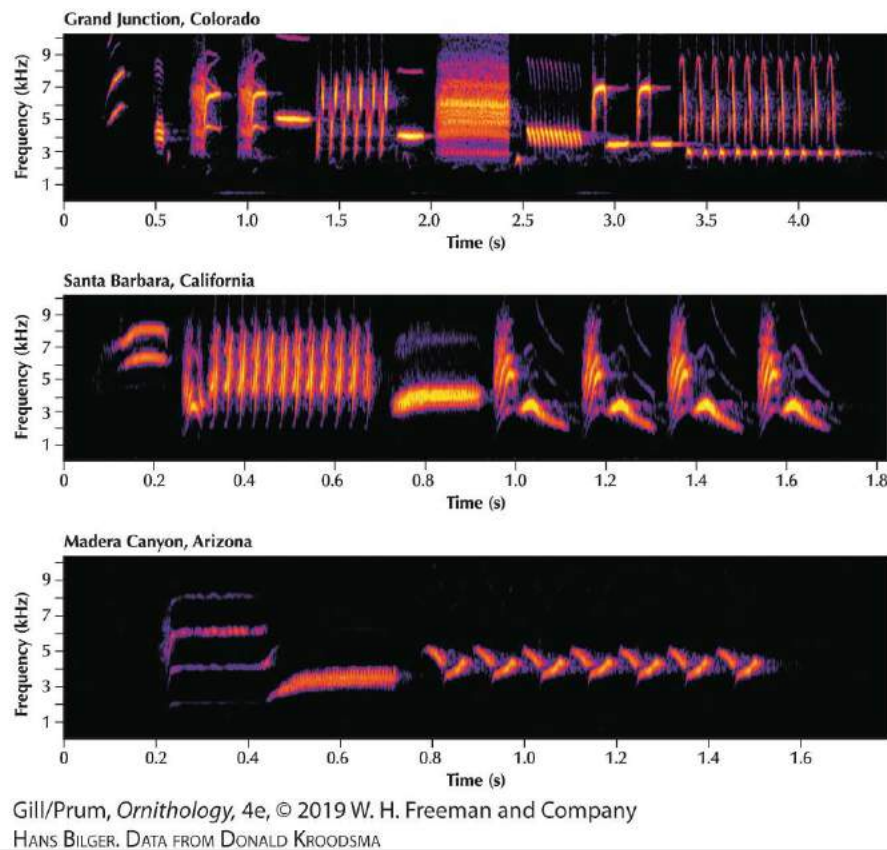 Grand Junction, Colorado
Frequency (kHz)
9
7
5
3
1
0 0.5 1.0 1.5 2.0 2.5 3.0 3.5 4.0
Time (s)
Santa Barbara, California
Frequency (kHz)
9
7
5
3
1
0 0.2 0.4 0.6 0.8 1.0 1.2 1.4 1.6 1.8
Time (s)
Madera Canyon, Arizona
Frequency (kHz)
9
7
5
3
1
0 0.2 0.4 0.6 0.8 1.0 1.2 1.4 1.6
Time (s)
Gill/Prum, Ornithology, 4e, © 2019 W. H. Freeman and Company
HANS BILGER. DATA FROM DONALD KROODSMA